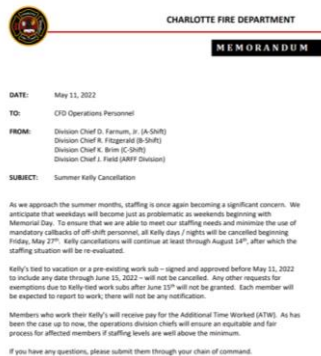 CHARLOTTE FIRE DEPARTMENT
MEMORANDUM
DATE: May 11, 2022
TO: CFD Operations Personnel
FROM: Division Chief D. Farnum, Jr. (A-Shift)
Division Chief R. Fitzgerald (B-Shift)
Division Chief K. Brim (C-Shift)
Division Chief J. Field (ARFF Division)
SUBJECT: Summer Kelly Cancellation
As we approach the summer months, staffing is once again becoming a significant concern. We
anticipate that weekdays will become just as problematic as weekends beginning with
Memorial Day. To ensure that we are able to meet our staffing needs and minimize the use of
mandatory callbacks of off-shift personnel, all Kelly days / nights will be cancelled beginning
Friday, May 27th. Kelly cancellations will continue at least through August 14th, after which the
staffing situation will be re-evaluated.
Kelly's tied to vacation or a pre-existing work sub – signed and approved before May 11, 2022
to include any date through June 15, 2022 – will not be cancelled. Any other requests for
exemptions due to Kelly-tied work subs after June 15th will not be granted. Each member will
be expected to report to work; there will not be any notification.
Members who work their Kelly's will receive pay for the Additional Time Worked (ATW). As has
been the case up to now, the operations division chiefs will ensure an equitable and fair
process for affected members if staffing levels are well above the minimum.
If you have any questions, please submit them through your chain of command.